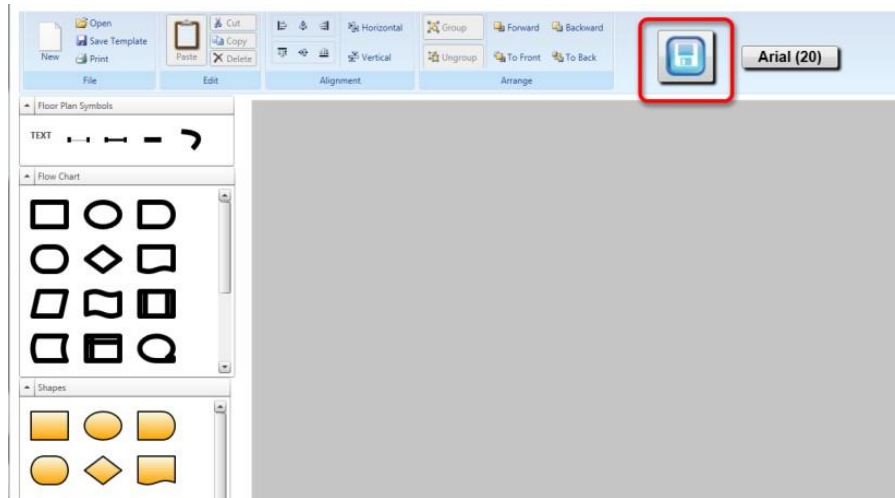 Open
Save Template
New
Print
File
Cut
Copy
Paste
Delete
Edit
Horizontal
Vertical
Alignment
Group
Ungroup
Forward
Backward
To Front
To Back
Arrange
Arial (20)
Floor Plan Symbols
TEXT
Flow Chart
Shapes